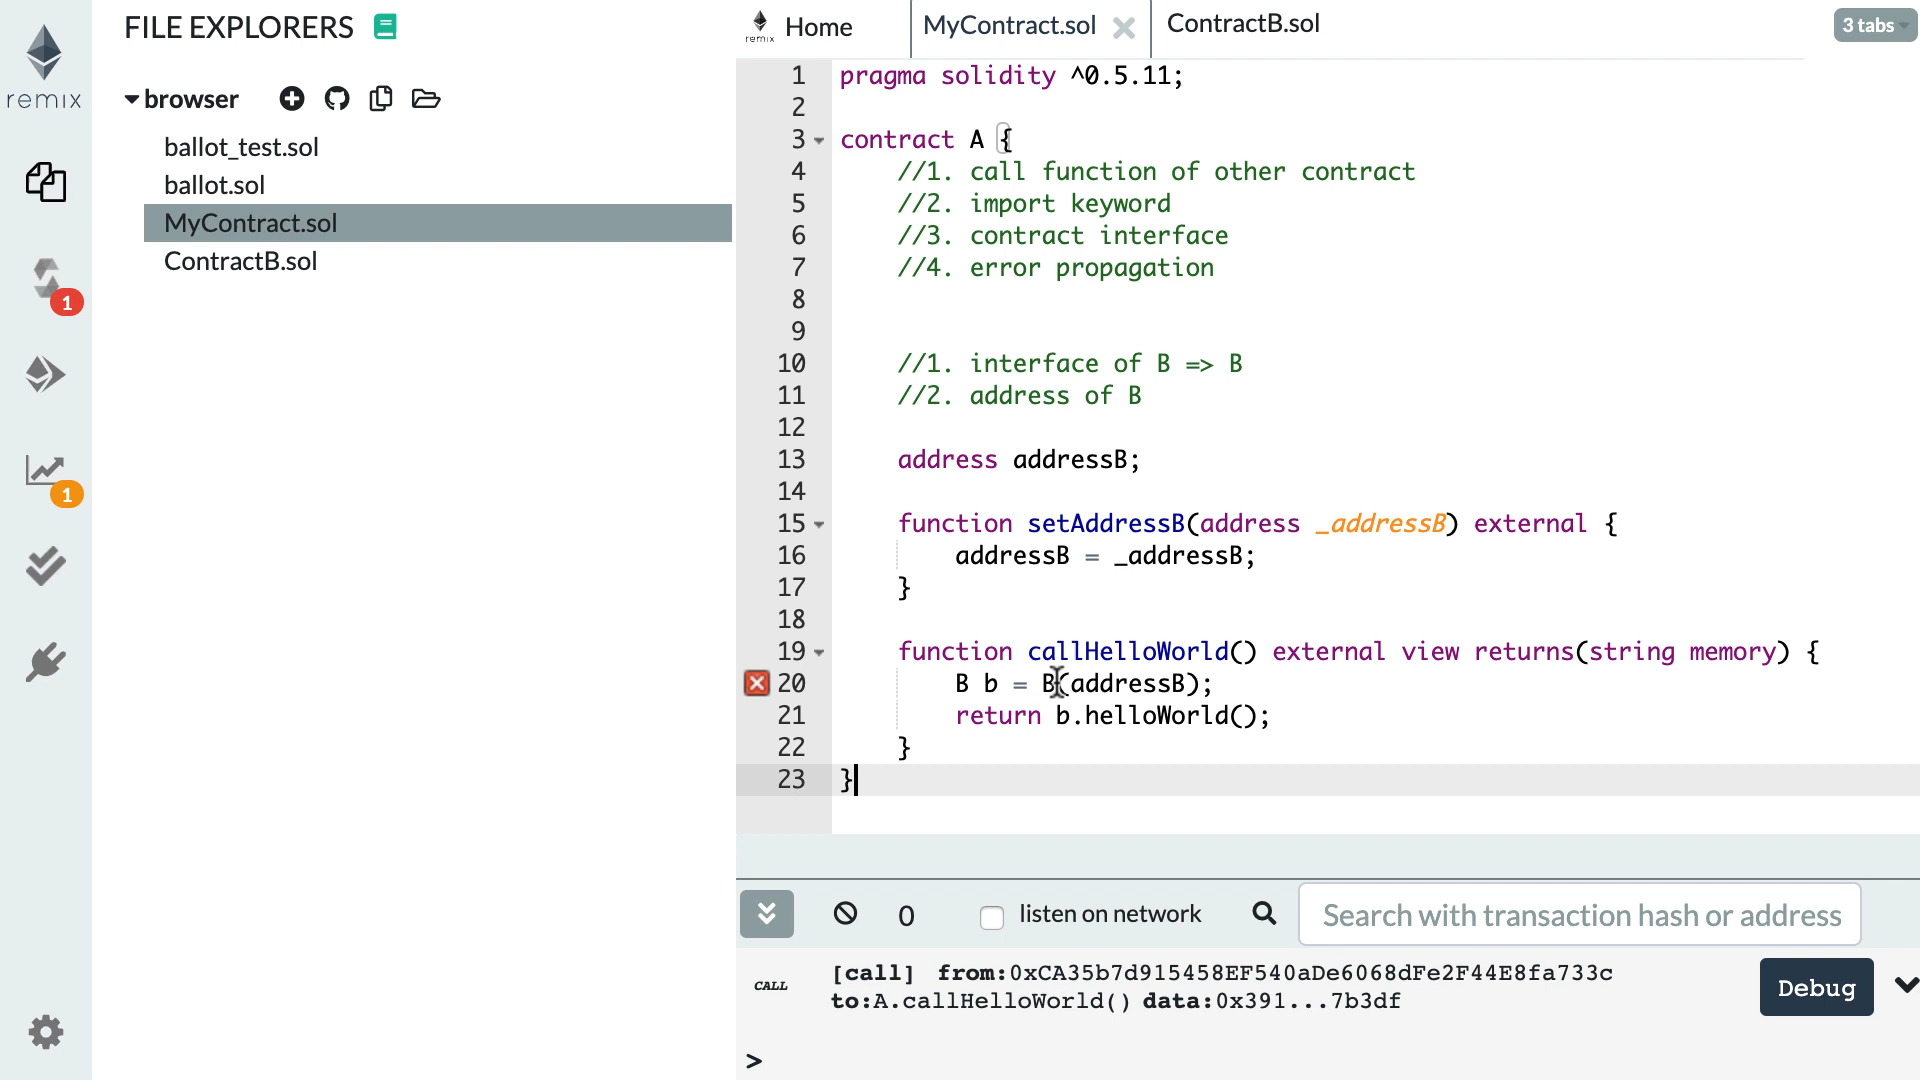 remix
1
1
FILE EXPLORERS
browser
ballot_test.sol
ballot.sol
MyContract.sol
ContractB.sol
remix Home MyContract.sol ContractB.sol 3 tabs
1 pragma solidity ^0.5.11;
2
3 contract A {
4 //1. call function of other contract
5 //2. import keyword
6 //3. contract interface
7 //4. error propagation
8
9
10 //1. interface of B => B
11 //2. address of B
12
13 address addressB;
14
15 function setAddressB(address _addressB) external {
16 addressB = _addressB;
17 }
18
19 function callHelloWorld() external view returns(string memory) {
20 B b = B(addressB);
21 return b.helloWorld();
22 }
23 }
0 listen on network Search with transaction hash or address
CALL [call] from:0xCA35b7d915458EF540aDe6068dFe2F44E8fa733c
to:A.callHelloWorld() data:0x391...7b3df
Debug
>